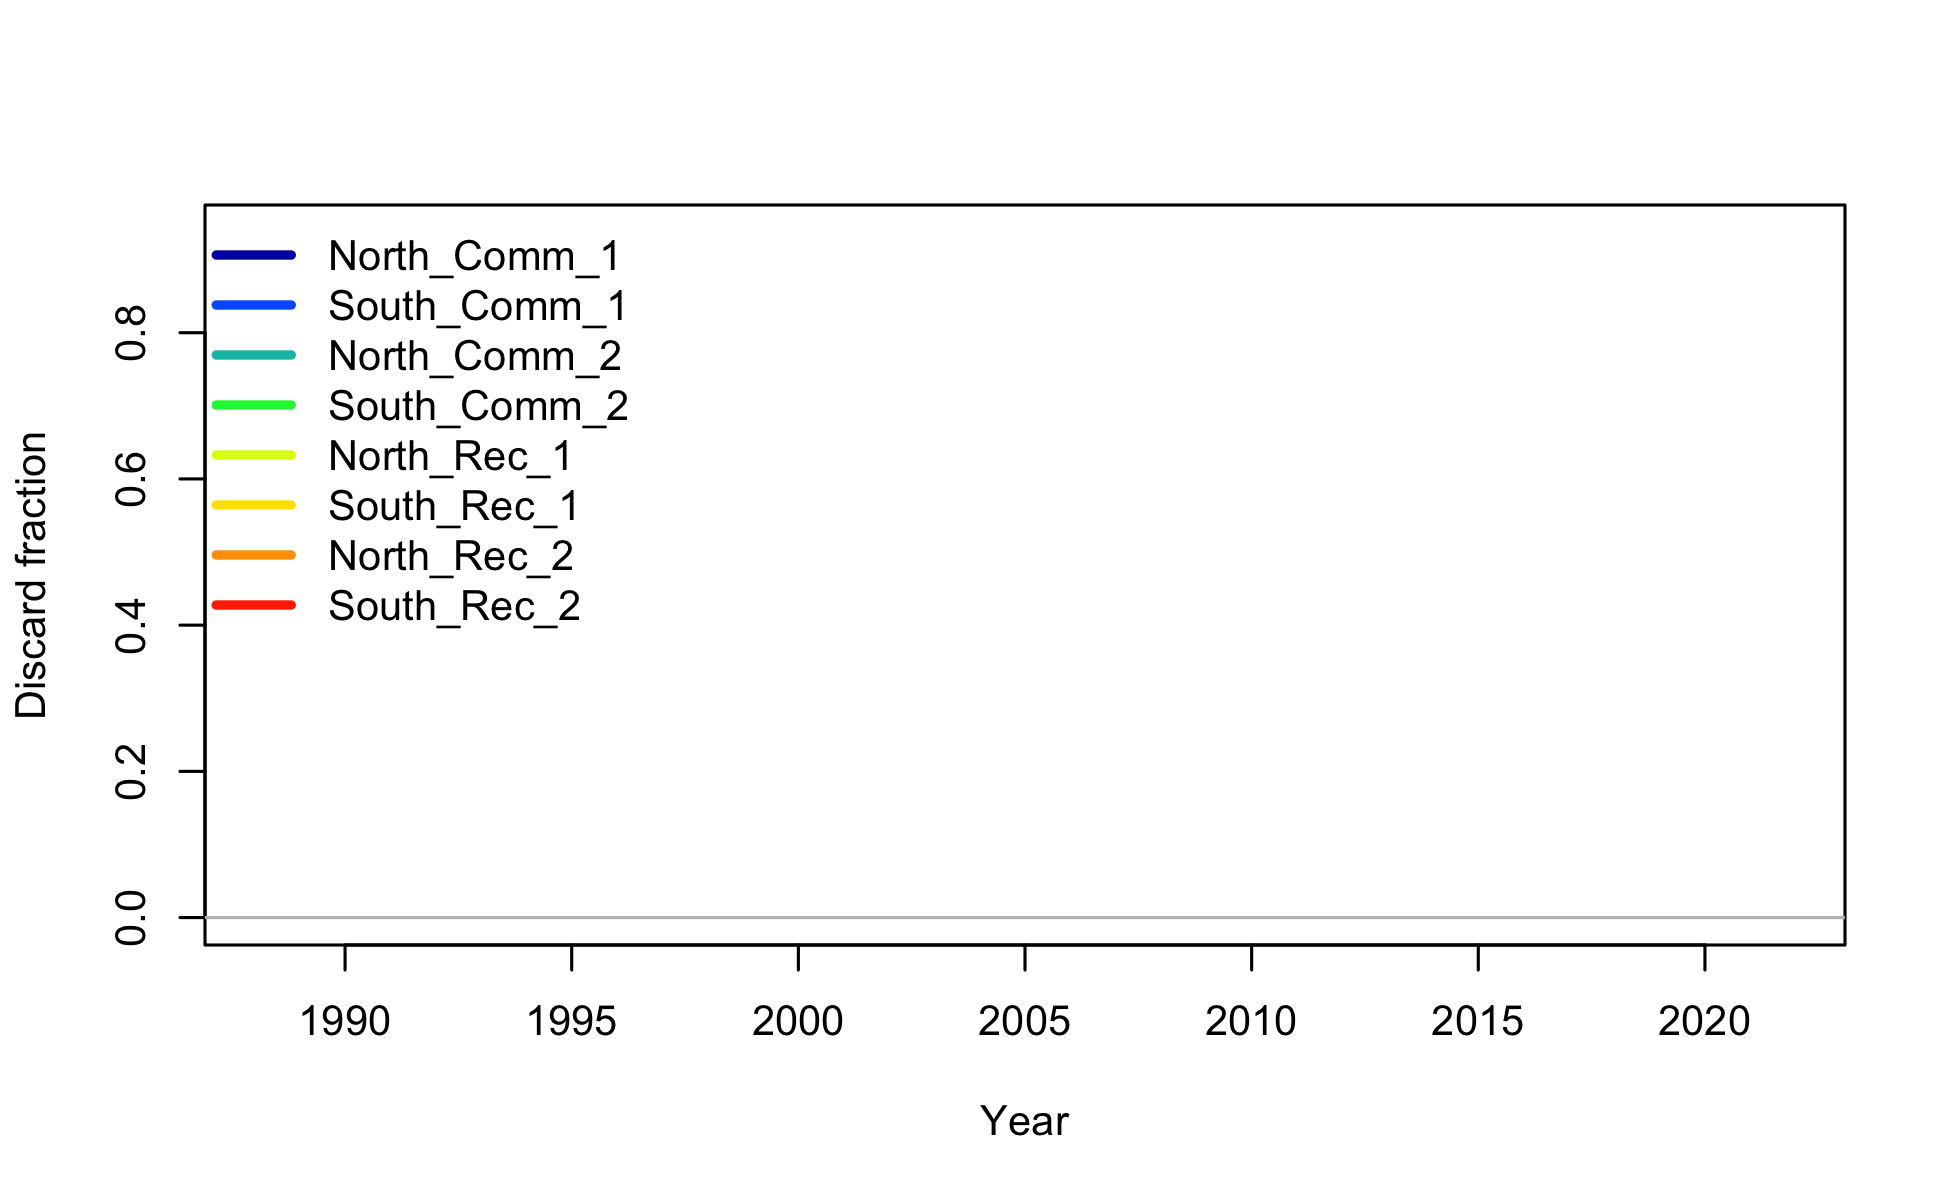 North_Comm_1
South_Comm_1
North_Comm_2
South_Comm_2
North_Rec_1
South_Rec_1
North_Rec_2
South_Rec_2
Discard fraction
0.8
0.6
0.4
0.2
0.0
1990 1995 2000 2005 2010 2015 2020
Year